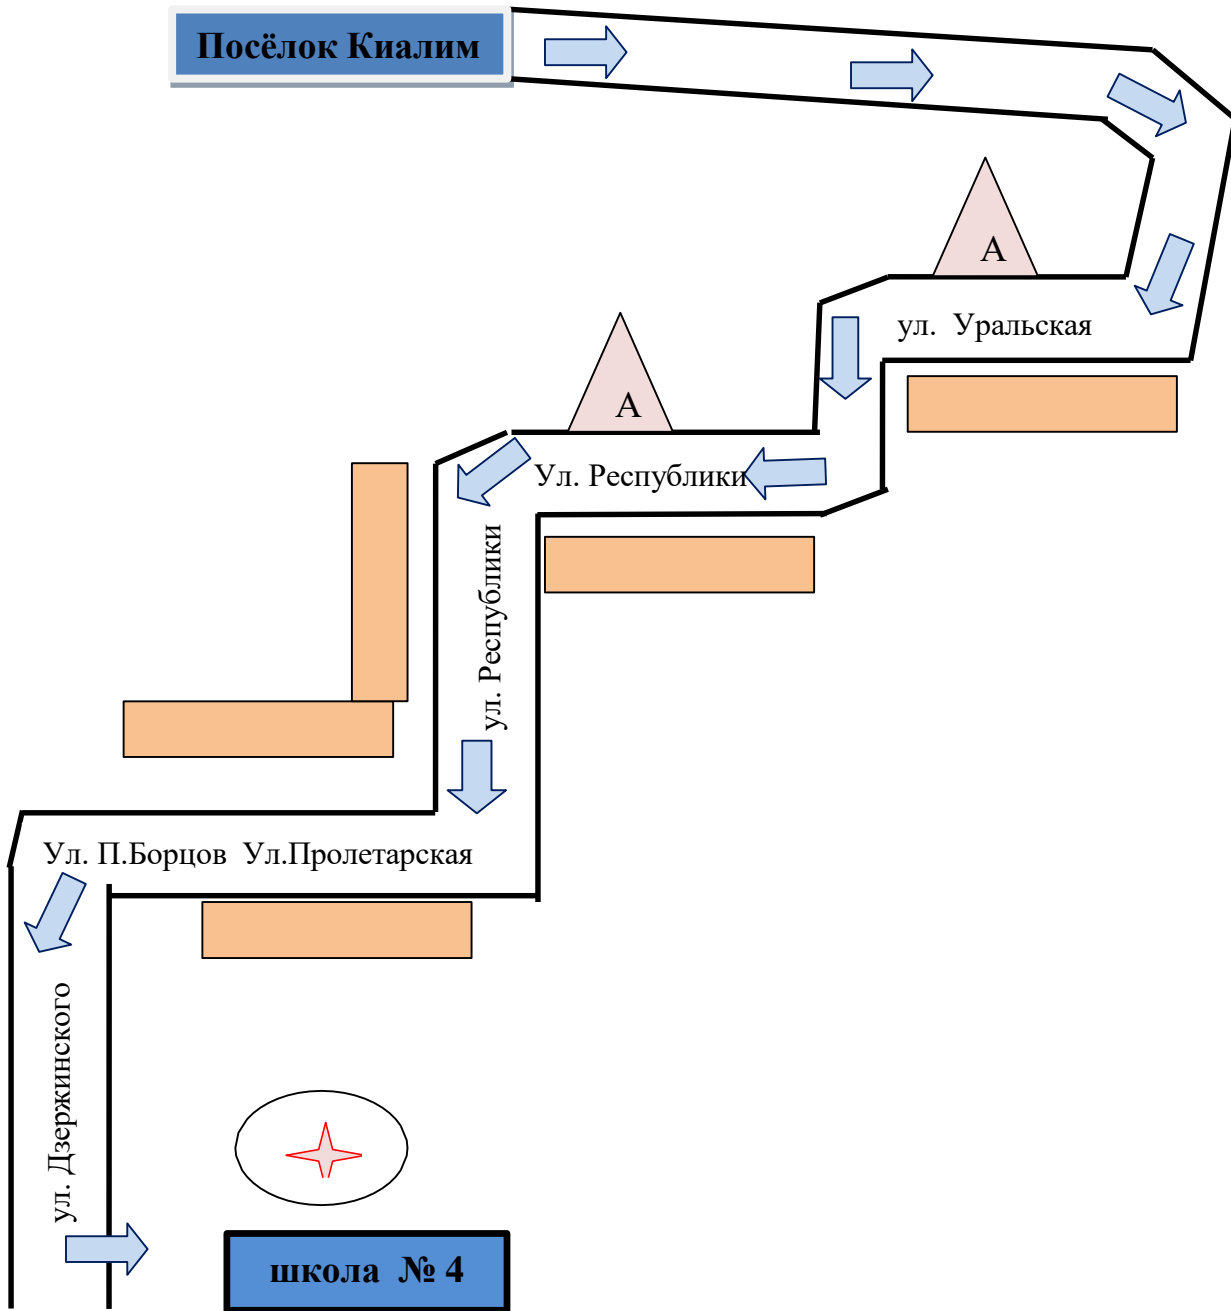 Посёлок Киалим
А
ул. Уральская
А
Ул. Республики
ул. Республики
Ул. П.Борцов Ул.Пролетарская
ул. Дзержинского
школа № 4